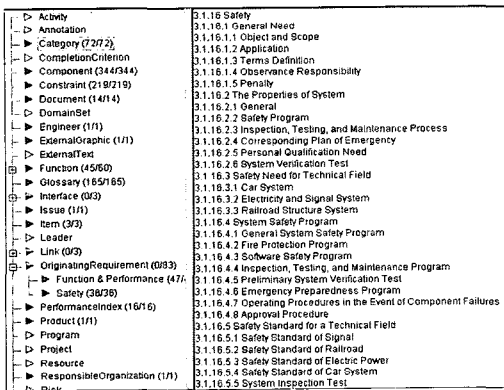 Activity
Annotation
Category (72/72)
CompletionCriterion
Component (344/344)
Constraint (219/219)
Document (14/14)
DomainSet
Engineer (1/1)
ExternalGraphic (1/1)
ExternalText
Function (45/60)
Glossary (165/165)
Interface (0/3)
Issue (1/1)
Item (3/3)
Leader
Link (0/3)
OriginatingRequirement (0/83)
Function & Performance (47/
Safety (36/36)
PerformanceIndex (16/16)
Product (1/1)
Program
Project
Resource
ResponsibleOrganization (1/1)
Risk
3.1.16 Safety
3.1.16.1 General Need
3.1.16.1.1 Object and Scope
3.1.16.1.2 Application
3.1.16.1.3 Terms Definition
3.1.16.1.4 Observance Responsibility
3.1.16.1.5 Penalty
3.1.16.2 The Properties of System
3.1.16.2.1 General
3.1.16.2.2 Safety Program
3.1.16.2.3 Inspection, Testing, and Maintenance Process
3.1.16.2.4 Corresponding Plan of Emergency
3.1.16.2.5 Personal Qualification Need
3.1.16.2.6 System Verification Test
3.1.16.3 Safety Need for Technical Field
3.1.16.3.1 Car System
3.1.16.3.2 Electricity and Signal System
3.1.16.3.3 Railroad Structure System
3.1.16.4 System Safety Program
3.1.16.4.1 General System Safety Program
3.1.16.4.2 Fire Protection Program
3.1.16.4.3 Software Safety Program
3.1.16.4.4 Inspection, Testing, and Maintenance Program
3.1.16.4.5 Preliminary System Verification Test
3.1.16.4.6 Emergency Preparedness Program
3.1.16.4.7 Operating Procedures in the Event of Component Failures
3.1.16.4.8 Approval Procedure
3.1.16.5 Safety Standard for a Technical Field
3.1.16.5.1 Safety Standard of Signal
3.1.16.5.2 Safety Standard of Railroad
3.1.16.5.3 Safety Standard of Electric Power
3.1.16.5.4 Safety Standard of Car System
3.1.16.5.5 System Inspection Test